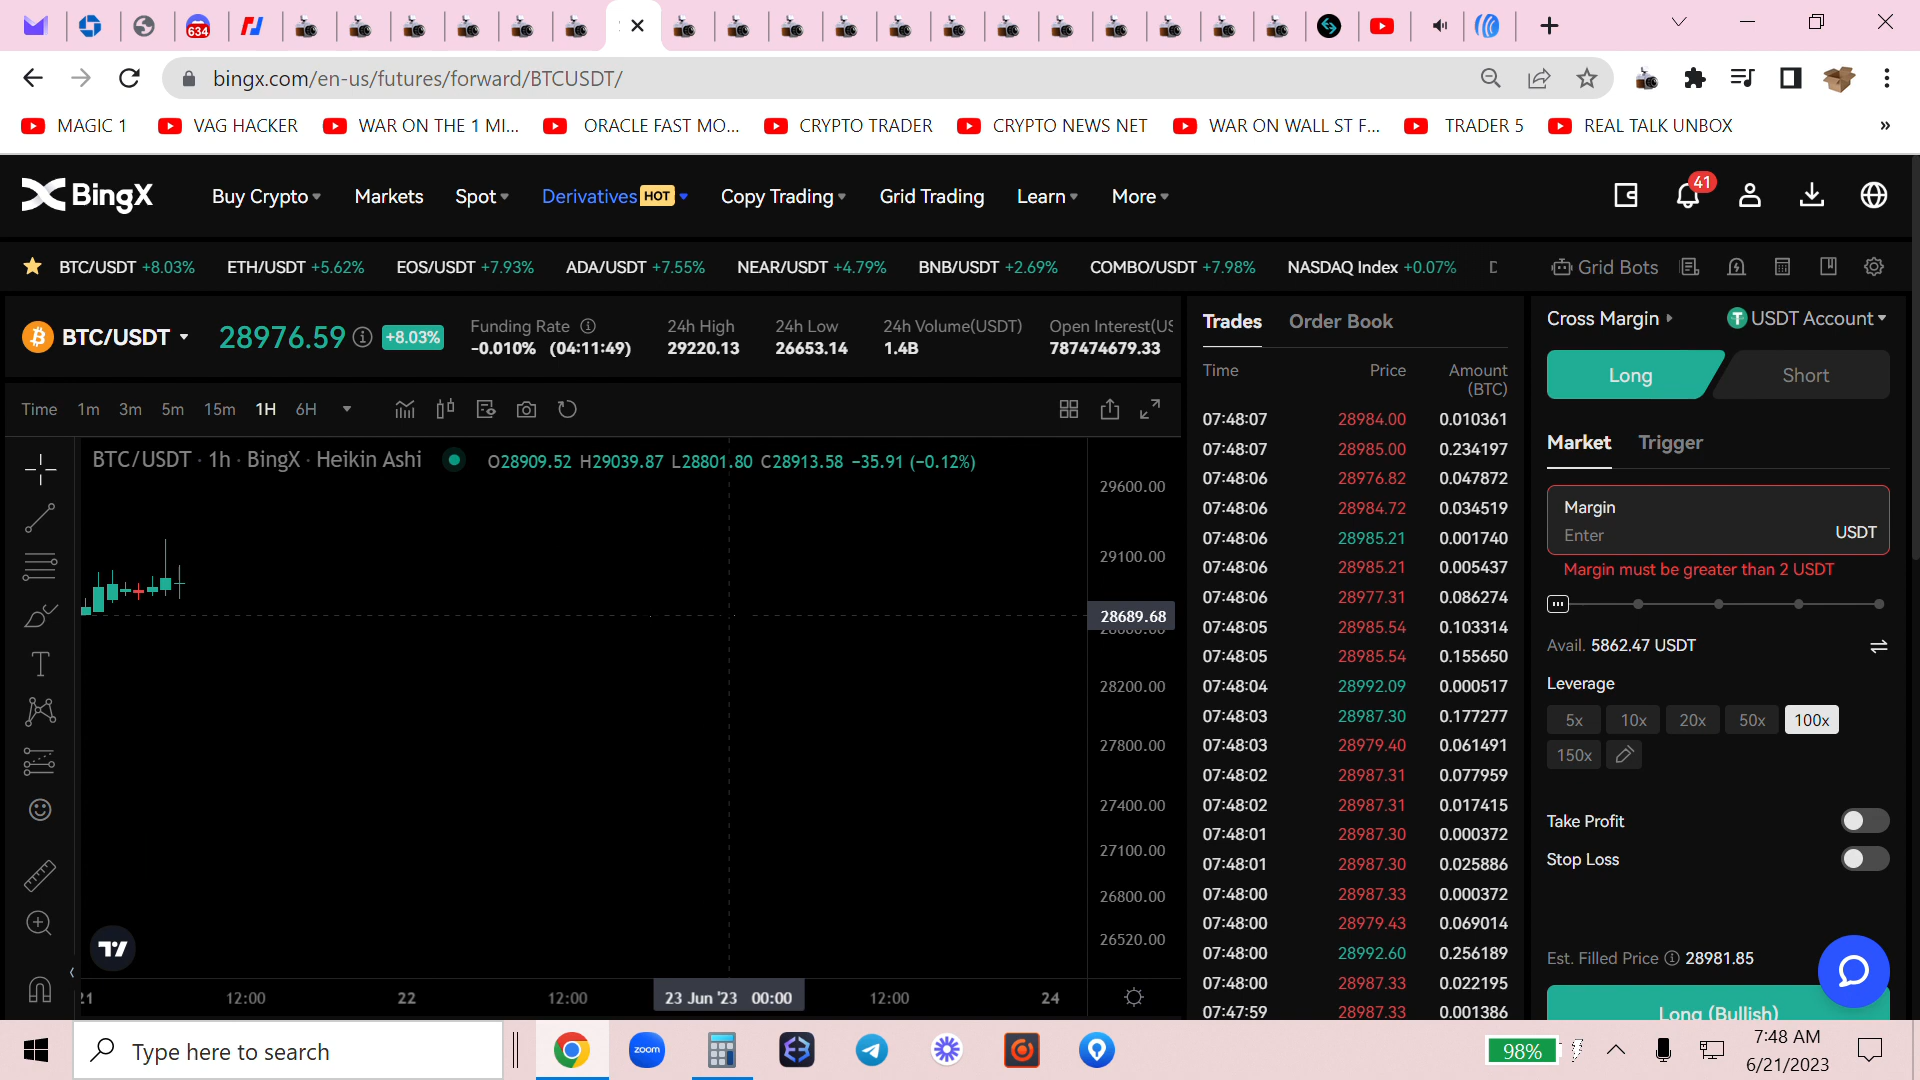 634
bingx.com/en-us/futures/forward/BTCUSDT/
MAGIC 1
VAG HACKER
WAR ON THE 1 MI...
ORACLE FAST MO...
CRYPTO TRADER
CRYPTO NEWS NET
WAR ON WALL ST F...
TRADER 5
REAL TALK UNBOX
»
BingX
Buy Crypto
Markets
Spot
Derivatives HOT
Copy Trading
Grid Trading
Learn
More
41
BTC/USDT +8.03%
ETH/USDT +5.62%
EOS/USDT +7.93%
ADA/USDT +7.55%
NEAR/USDT +4.79%
BNB/USDT +2.69%
COMBO/USDT +7.98%
NASDAQ Index +0.07%
Grid Bots
BTC/USDT
28976.59
+8.03%
Funding Rate
-0.010% (04:11:49)
24h High
29220.13
24h Low
26653.14
24h Volume(USDT)
1.4B
Open Interest(US
787474679.33
Time 1m 3m 5m 15m 1H 6H
BTC/USDT · 1h · BingX · Heikin Ashi
O28909.52 H29039.87 L28801.80 C28913.58 −35.91 (−0.12%)
29600.00
29100.00
28689.68
28200.00
27800.00
27400.00
27100.00
26800.00
26520.00
21 12:00 22 12:00 23 Jun '23 00:00 12:00 24
Trades Order Book
Time Price Amount
(BTC)
07:48:07 28984.00 0.010361
07:48:07 28985.00 0.234197
07:48:06 28976.82 0.047872
07:48:06 28984.72 0.034519
07:48:06 28985.21 0.001740
07:48:06 28985.21 0.005437
07:48:06 28977.31 0.086274
07:48:05 28985.54 0.103314
07:48:05 28985.54 0.155650
07:48:04 28992.09 0.000517
07:48:03 28987.30 0.177277
07:48:03 28979.40 0.061491
07:48:02 28987.31 0.077959
07:48:02 28987.31 0.017415
07:48:01 28987.30 0.000372
07:48:01 28987.30 0.025886
07:48:00 28987.33 0.000372
07:48:00 28979.43 0.069014
07:48:00 28992.60 0.256189
07:48:00 28987.33 0.022195
07:47:59 28987.33 0.001386
Cross Margin
USDT Account
Long Short
Market Trigger
Margin
Enter
USDT
Margin must be greater than 2 USDT
Avail. 5862.47 USDT
Leverage
5x 10x 20x 50x 100x
150x
Take Profit
Stop Loss
Est. Filled Price 28981.85
Long (Bullish)
Type here to search
zoom
98%
7:48 AM
6/21/2023